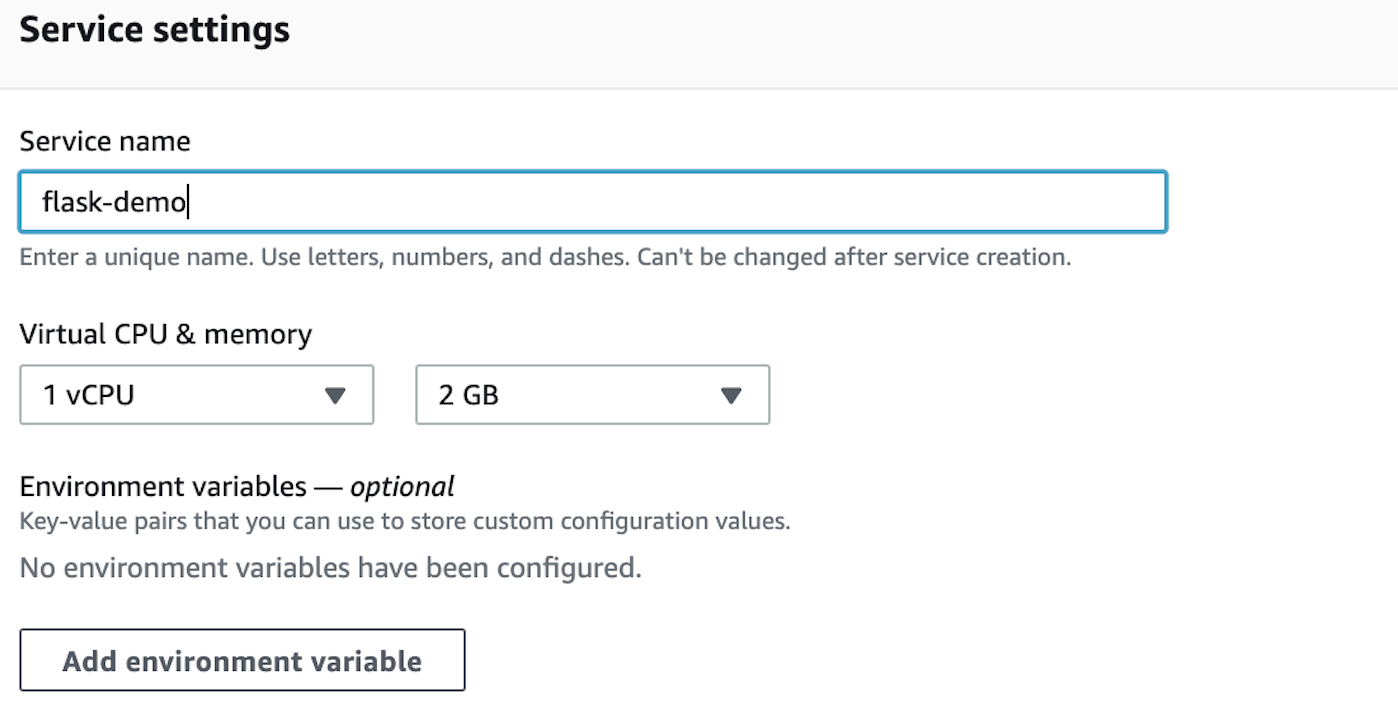 Service settings
Service name
flask-demo
Enter a unique name. Use letters, numbers, and dashes. Can't be changed after service creation.
Virtual CPU & memory
1 vCPU
2 GB
Environment variables — optional
Key-value pairs that you can use to store custom configuration values.
No environment variables have been configured.
Add environment variable